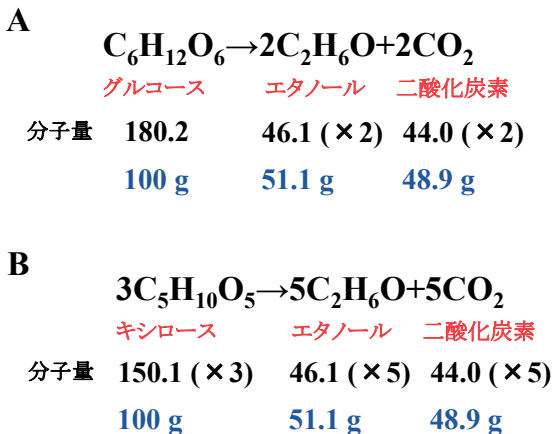 A
C₆H₁₂O₆→2C₂H₆O+2CO₂
グルコース エタノール 二酸化炭素
分子量 180.2 46.1 (×2) 44.0 (×2)
100 g 51.1 g 48.9 g
B
3C₅H₁₀O₅→5C₂H₆O+5CO₂
キシロース エタノール 二酸化炭素
分子量 150.1 (×3) 46.1 (×5) 44.0 (×5)
100 g 51.1 g 48.9 g